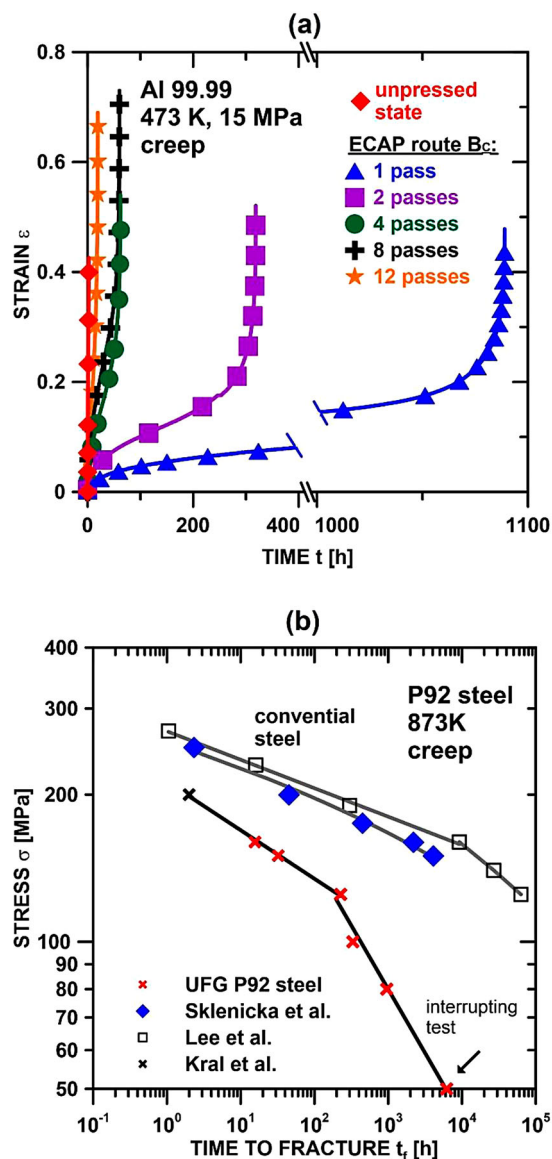 (a)
0.8
0.6
0.4
0.2
0
STRAIN ε
Al 99.99
473 K, 15 MPa
creep
unpressed
state
ECAP route Bc:
1 pass
2 passes
4 passes
8 passes
12 passes
0 200 400 1000 1100
TIME t [h]
(b)
400
300
200
100
90
80
70
60
50
STRESS σ [MPa]
P92 steel
873K
creep
convential
steel
UFG P92 steel
Sklenicka et al.
Lee et al.
Kral et al.
interrupting
test
10⁻¹ 10⁰ 10¹ 10² 10³ 10⁴ 10⁵
TIME TO FRACTURE tf [h]